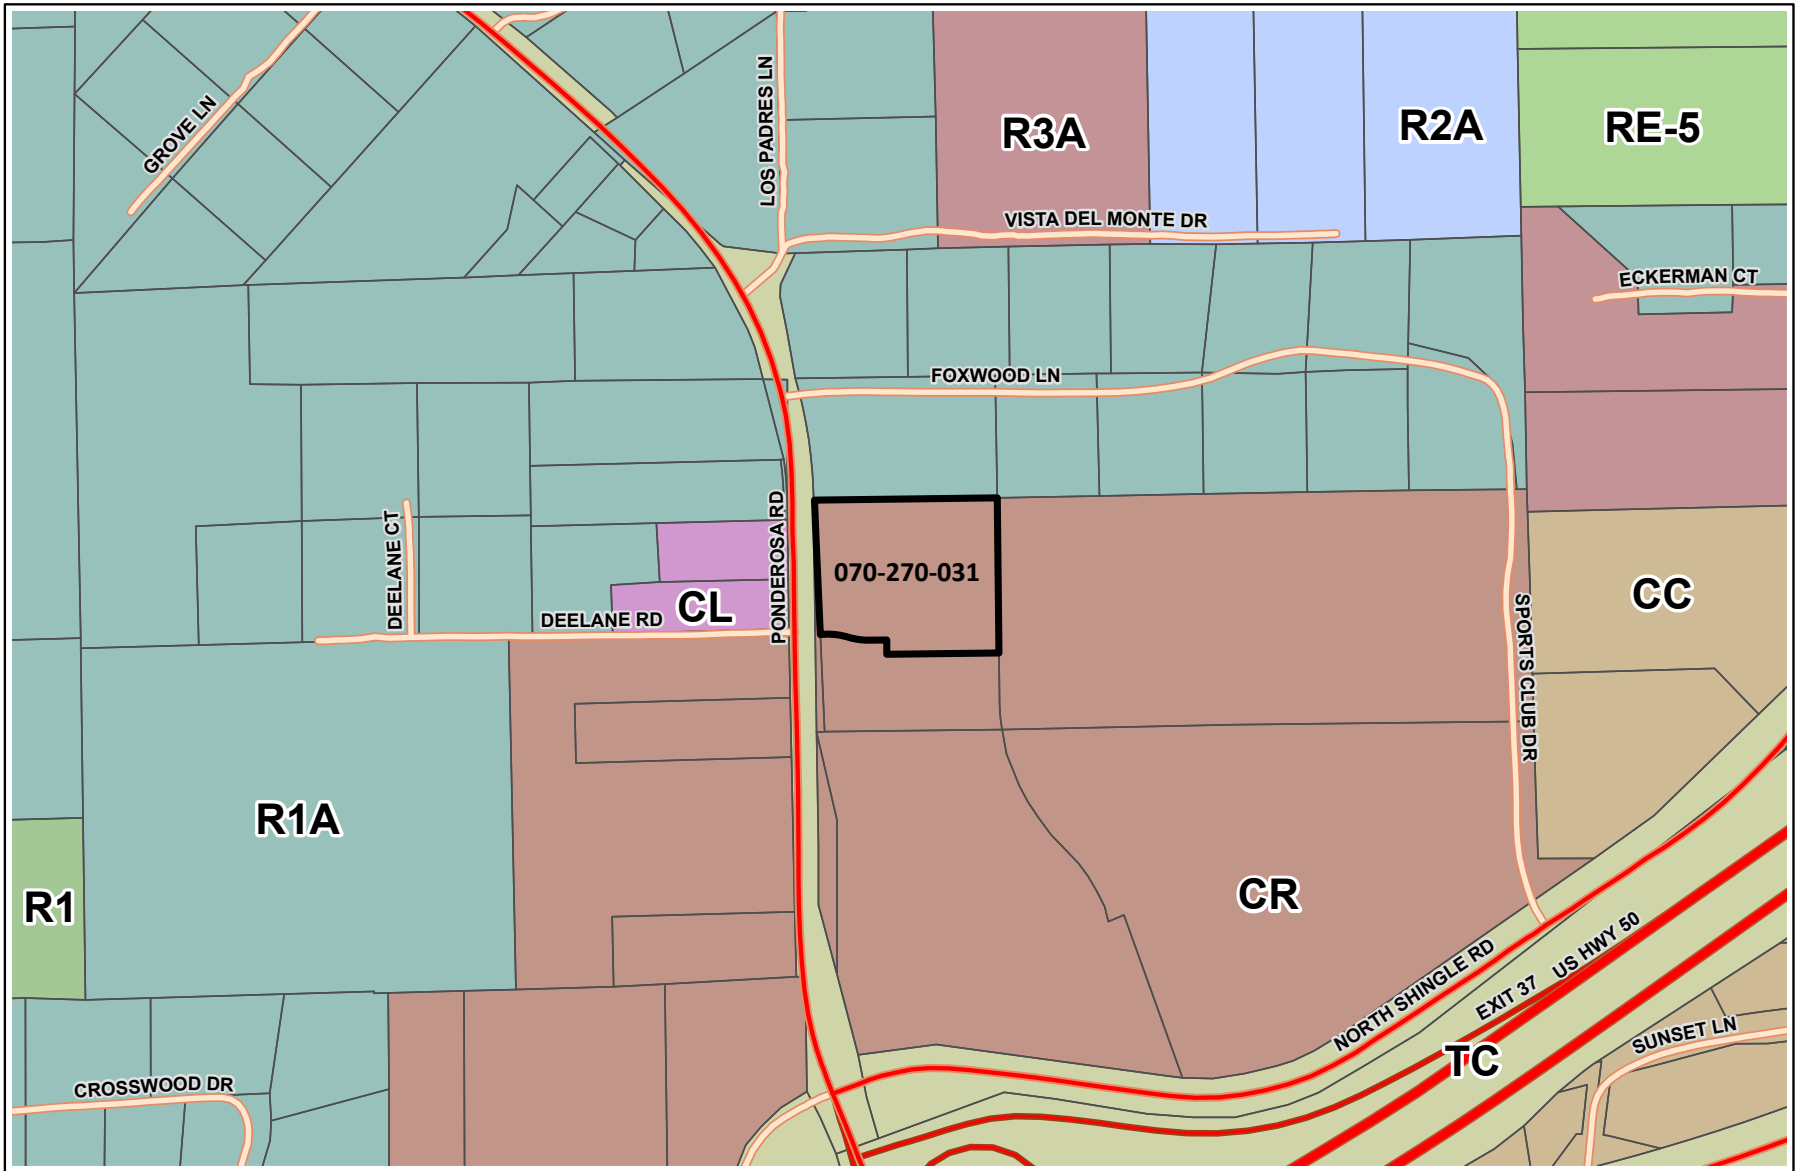 GROVE LN
LOS PADRES LN
R3A
R2A
RE-5
VISTA DEL MONTE DR
ECKERMAN CT
FOXWOOD LN
DEELANE CT
PONDEROSA RD
070-270-031
CL
DEELANE RD
SPORTS CLUB DR
CC
R1A
R1
CR
NORTH SHINGLE RD
EXIT 37
US HWY 50
TC
SUNSET LN
CROSSWOOD DR